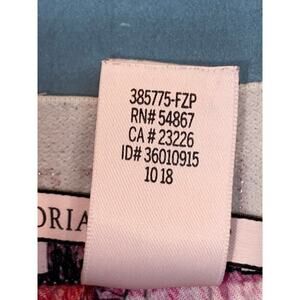 385775-FZP
RN# 54867
CA # 23226
ID# 36010915
10 18
ORIA